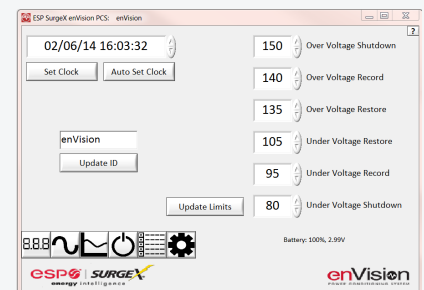 ESP SurgeX enVision PCS: enVision
?
02/06/14 16:03:32
Set Clock
Auto Set Clock
150 Over Voltage Shutdown
140 Over Voltage Record
135 Over Voltage Restore
enVision
Update ID
105 Under Voltage Restore
95 Under Voltage Record
Update Limits
80 Under Voltage Shutdown
8.8.8
Battery: 100%, 2.99V
esp SURGEX
energy intelligence
enVision
POWER CONDITIONING SYSTEM